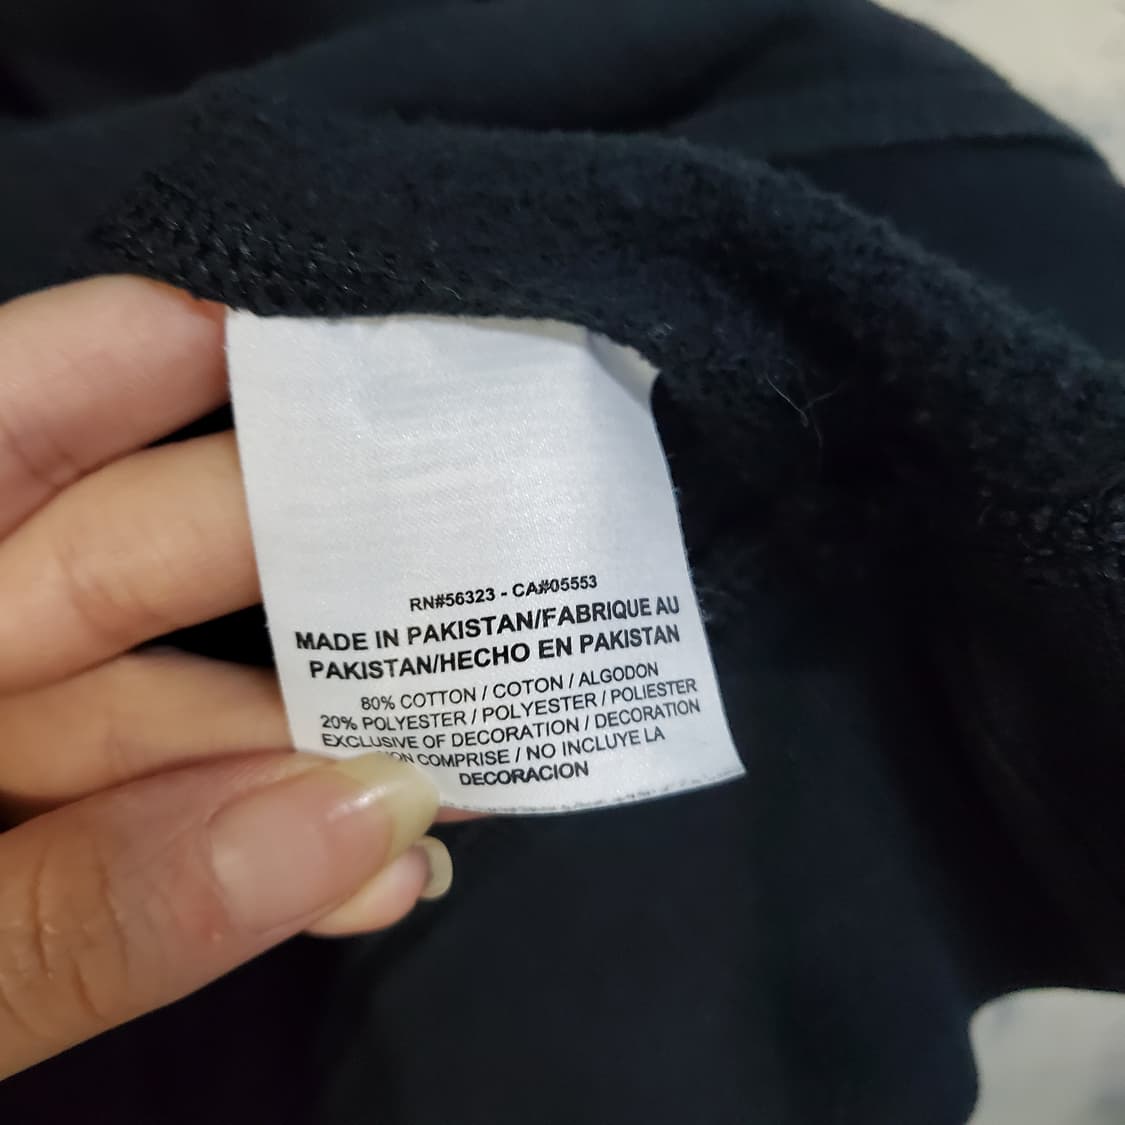 RN#56323 - CA#05553
MADE IN PAKISTAN/FABRIQUE AU
PAKISTAN/HECHO EN PAKISTAN
80% COTTON / COTON / ALGODON
20% POLYESTER / POLYESTER / POLIESTER
EXCLUSIVE OF DECORATION / DECORATION
COMPRISE / NO INCLUYE LA
DECORACION